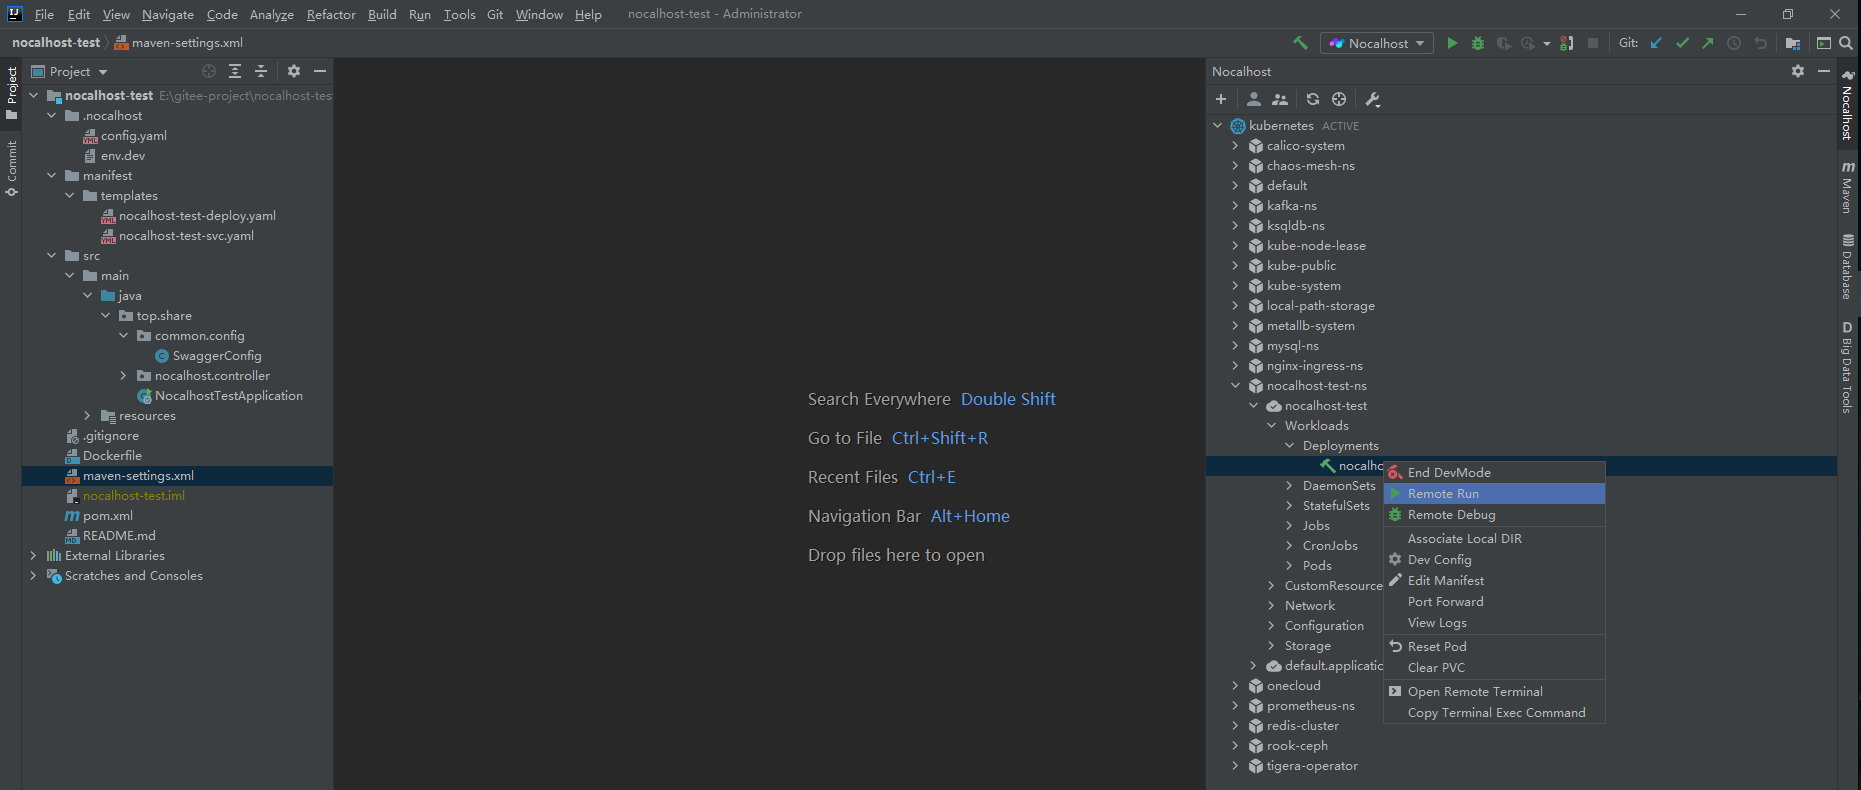 File Edit View Navigate Code Analyze Refactor Build Run Tools Git Window Help nocalhost-test - Administrator
nocalhost-test maven-settings.xml
Nocalhost
Git:
Project
Commit
Project
nocalhost-test E:\gitee-project\nocalhost-tes
.nocalhost
config.yaml
env.dev
manifest
templates
nocalhost-test-deploy.yaml
nocalhost-test-svc.yaml
src
main
java
top.share
common.config
SwaggerConfig
nocalhost.controller
NocalhostTestApplication
resources
.gitignore
Dockerfile
maven-settings.xml
nocalhost-test.iml
pom.xml
README.md
External Libraries
Scratches and Consoles
Search Everywhere Double Shift
Go to File Ctrl+Shift+R
Recent Files Ctrl+E
Navigation Bar Alt+Home
Drop files here to open
Nocalhost
kubernetes ACTIVE
calico-system
chaos-mesh-ns
default
kafka-ns
ksqldb-ns
kube-node-lease
kube-public
kube-system
local-path-storage
metallb-system
mysql-ns
nginx-ingress-ns
nocalhost-test-ns
nocalhost-test
Workloads
Deployments
nocalho
DaemonSets
StatefulSets
Jobs
CronJobs
Pods
CustomResource
Network
Configuration
Storage
default.applicatio
onecloud
prometheus-ns
redis-cluster
rook-ceph
tigera-operator
End DevMode
Remote Run
Remote Debug
Associate Local DIR
Dev Config
Edit Manifest
Port Forward
View Logs
Reset Pod
Clear PVC
Open Remote Terminal
Copy Terminal Exec Command
Nocalhost
Maven
Database
Big Data Tools